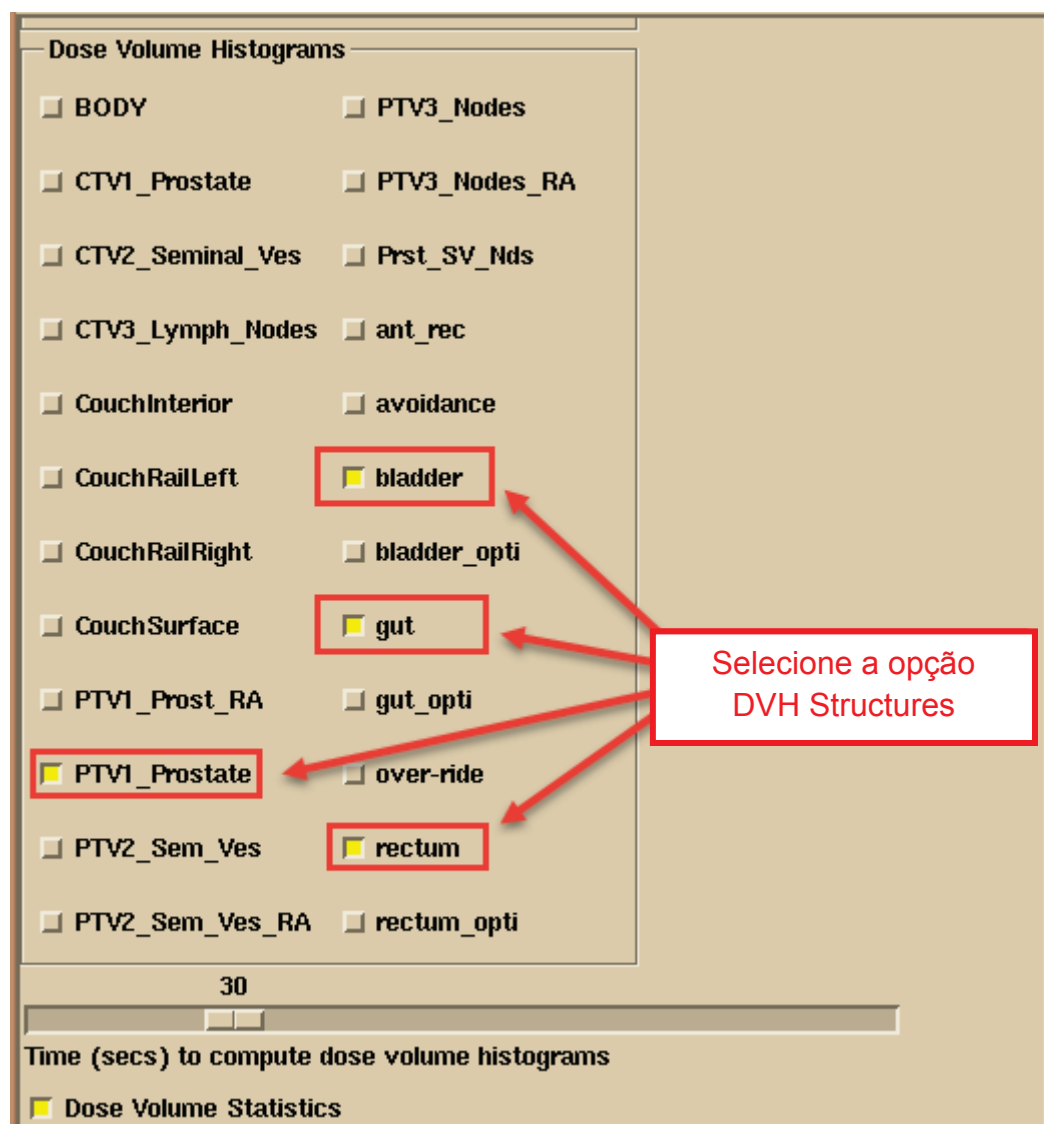 Dose Volume Histograms
BODY
PTV3_Nodes
CTV1_Prostate
PTV3_Nodes_RA
CTV2_Seminal_Ves
Prst_SV_Nds
CTV3_Lymph_Nodes
ant_rec
CouchInterior
avoidance
CouchRailLeft
bladder
CouchRailRight
bladder_opti
CouchSurface
gut
PTV1_Prost_RA
gut_opti
PTV1_Prostate
over-ride
PTV2_Sem_Ves
rectum
PTV2_Sem_Ves_RA
rectum_opti
Selecione a opção
DVH Structures
30
Time (secs) to compute dose volume histograms
Dose Volume Statistics